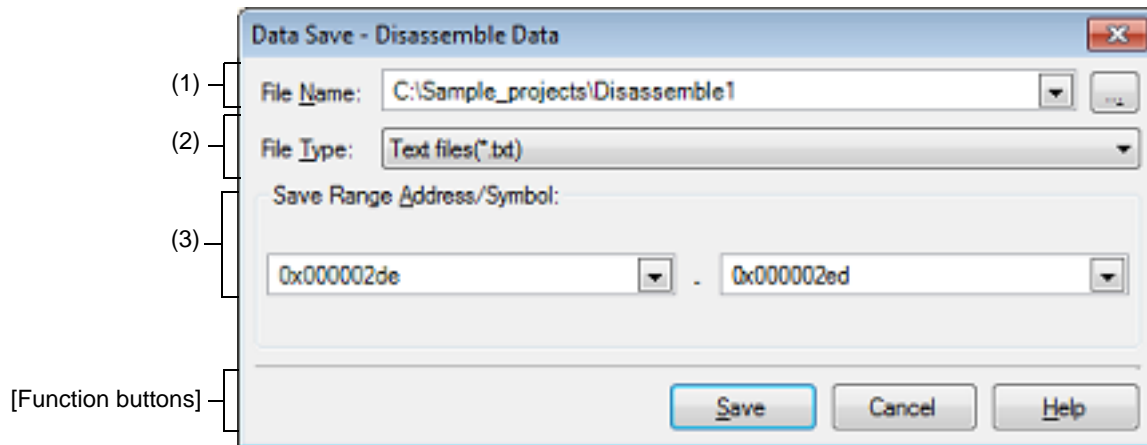 Data Save - Disassemble Data
(1)
File Name: C:\Sample_projects\Disassemble1 ...
(2)
File Type: Text files(*.txt)
Save Range Address/Symbol:
(3)
0x000002de - 0x000002ed
[Function buttons]
Save Cancel Help